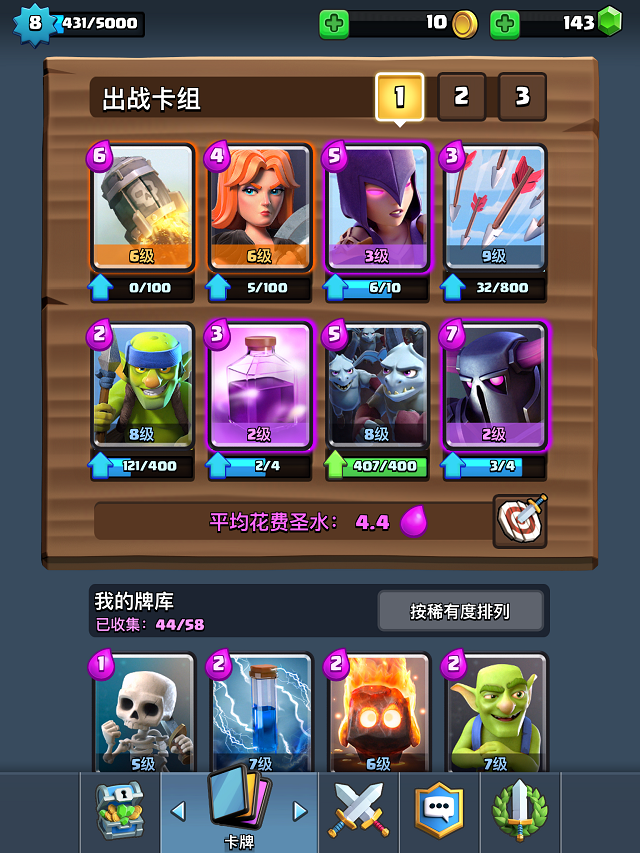 8 431/5000 10 143
出战卡组 1 2 3
6 4 5 3
6级 6级 3级 9级
0/100 5/100 6/10 32/800
2 3 5 7
8级 2级 8级 2级
121/400 2/4 407/400 3/4
平均花费圣水： 4.4
我的牌库
已收集：44/58
按稀有度排列
1 2 2 2
5级 7级 6级 7级
卡牌